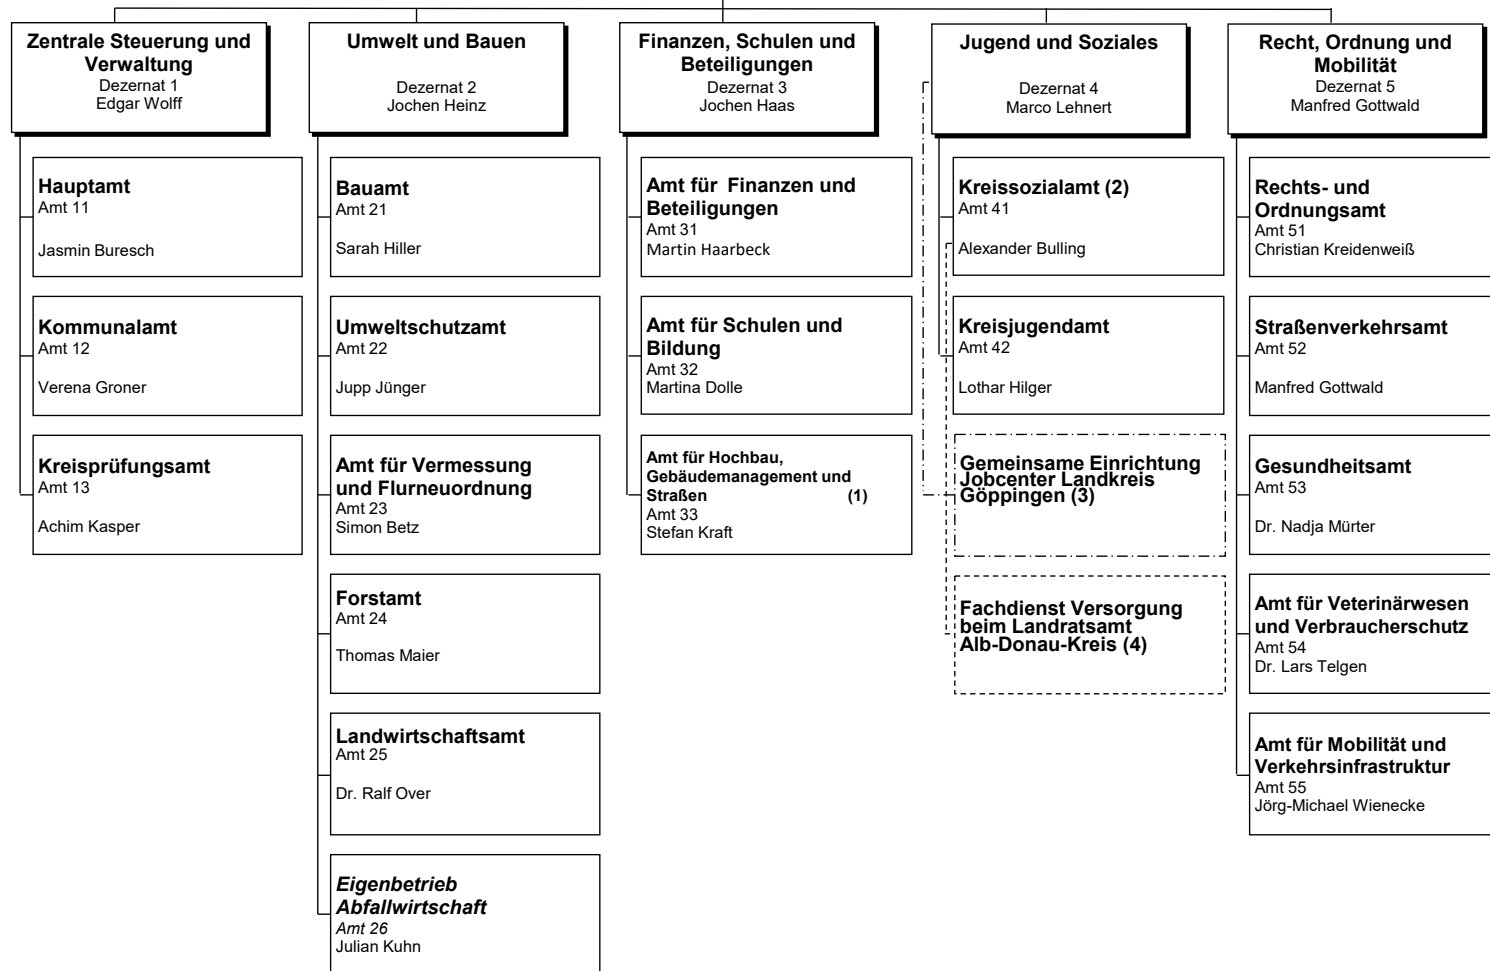 Zentrale Steuerung und
Verwaltung
Dezernat 1
Edgar Wolff
Hauptamt
Amt 11
Jasmin Buresch
Kommunalamt
Amt 12
Verena Groner
Kreisprüfungsamt
Amt 13
Achim Kasper
Umwelt und Bauen
Dezernat 2
Jochen Heinz
Bauamt
Amt 21
Sarah Hiller
Umweltschutzamt
Amt 22
Jupp Jünger
Amt für Vermessung
und Flurneuordnung
Amt 23
Simon Betz
Forstamt
Amt 24
Thomas Maier
Landwirtschaftsamt
Amt 25
Dr. Ralf Over
Eigenbetrieb
Abfallwirtschaft
Amt 26
Julian Kuhn
Finanzen, Schulen und
Beteiligungen
Dezernat 3
Jochen Haas
Amt für Finanzen und
Beteiligungen
Amt 31
Martin Haarbeck
Amt für Schulen und
Bildung
Amt 32
Martina Dolle
Amt für Hochbau,
Gebäudemanagement und
Straßen (1)
Amt 33
Stefan Kraft
Jugend und Soziales
Dezernat 4
Marco Lehnert
Kreissozialamt (2)
Amt 41
Alexander Bulling
Kreisjugendamt
Amt 42
Lothar Hilger
Gemeinsame Einrichtung
Jobcenter Landkreis
Göppingen (3)
Fachdienst Versorgung
beim Landratsamt
Alb-Donau-Kreis (4)
Recht, Ordnung und
Mobilität
Dezernat 5
Manfred Gottwald
Rechts- und
Ordnungsamt
Amt 51
Christian Kreidenweiß
Straßenverkehrsamt
Amt 52
Manfred Gottwald
Gesundheitsamt
Amt 53
Dr. Nadja Mürter
Amt für Veterinärwesen
und Verbraucherschutz
Amt 54
Dr. Lars Telgen
Amt für Mobilität und
Verkehrsinfrastruktur
Amt 55
Jörg-Michael Wienecke